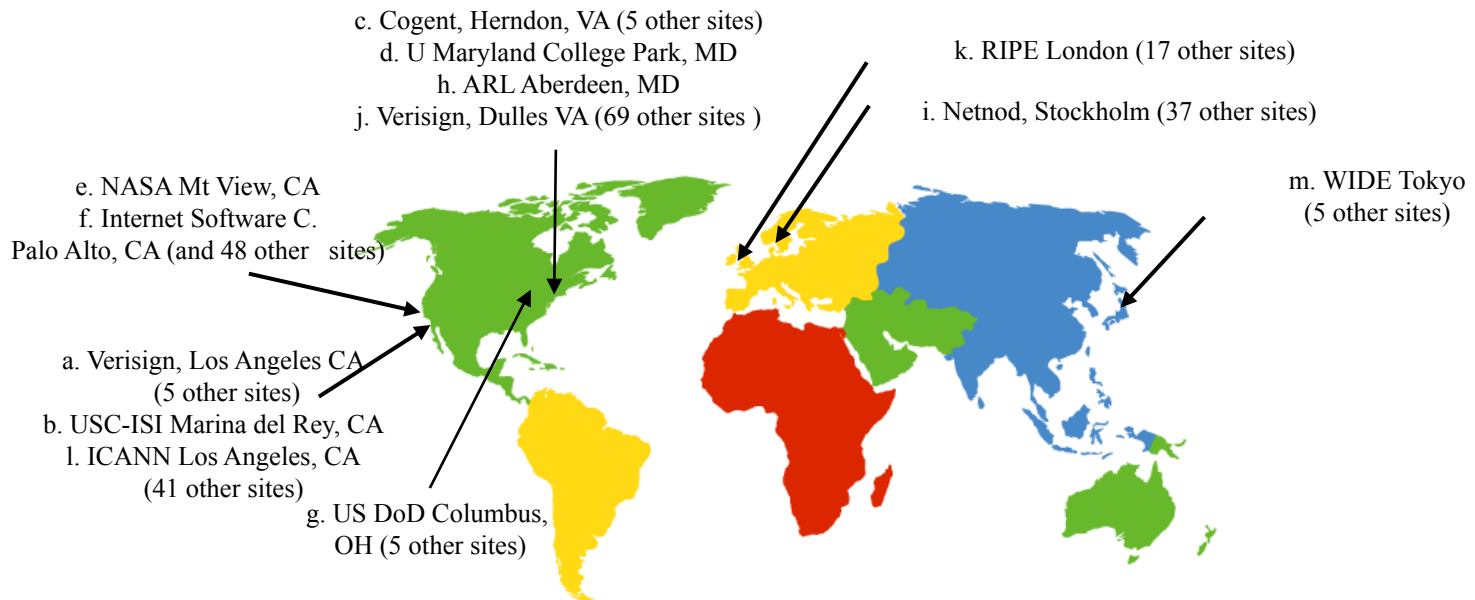 c. Cogent, Herndon, VA (5 other sites)
d. U Maryland College Park, MD
h. ARL Aberdeen, MD
j. Verisign, Dulles VA (69 other sites )
k. RIPE London (17 other sites)
i. Netnod, Stockholm (37 other sites)
m. WIDE Tokyo
(5 other sites)
e. NASA Mt View, CA
f. Internet Software C.
Palo Alto, CA (and 48 other   sites)
a. Verisign, Los Angeles CA
(5 other sites)
b. USC-ISI Marina del Rey, CA
l. ICANN Los Angeles, CA
(41 other sites)
g. US DoD Columbus,
OH (5 other sites)